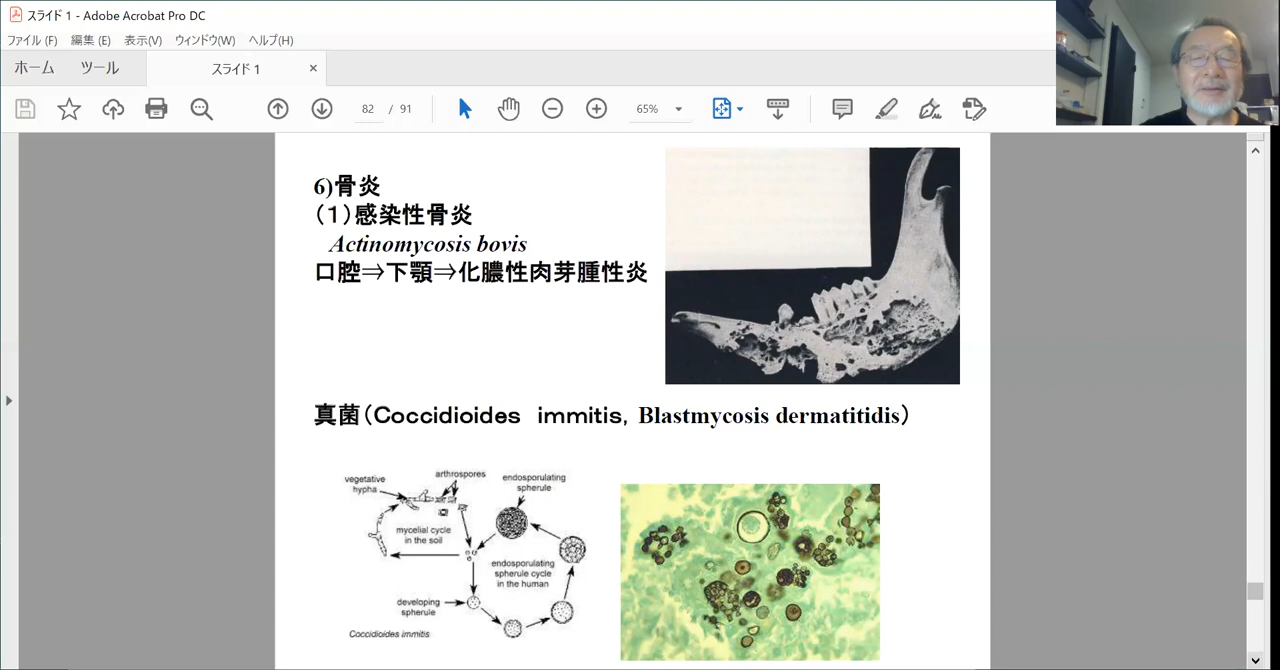 スライド 1 - Adobe Acrobat Pro DC
ファイル (F) 編集 (E) 表示(V) ウィンドウ(W) ヘルプ(H)
ホーム ツール スライド 1 ×
82 / 91 65%
6)骨炎
（1）感染性骨炎
Actinomycosis bovis
口腔⇒下顎⇒化膿性肉芽腫性炎
真菌（Coccidioides immitis, Blastmycosis dermatitidis）
vegetative
hypha
arthrospores
endosporulating
spherule
mycelial cycle
in the soil
endosporulating
spherule cycle
in the human
developing
spherule
Coccidioides immitis